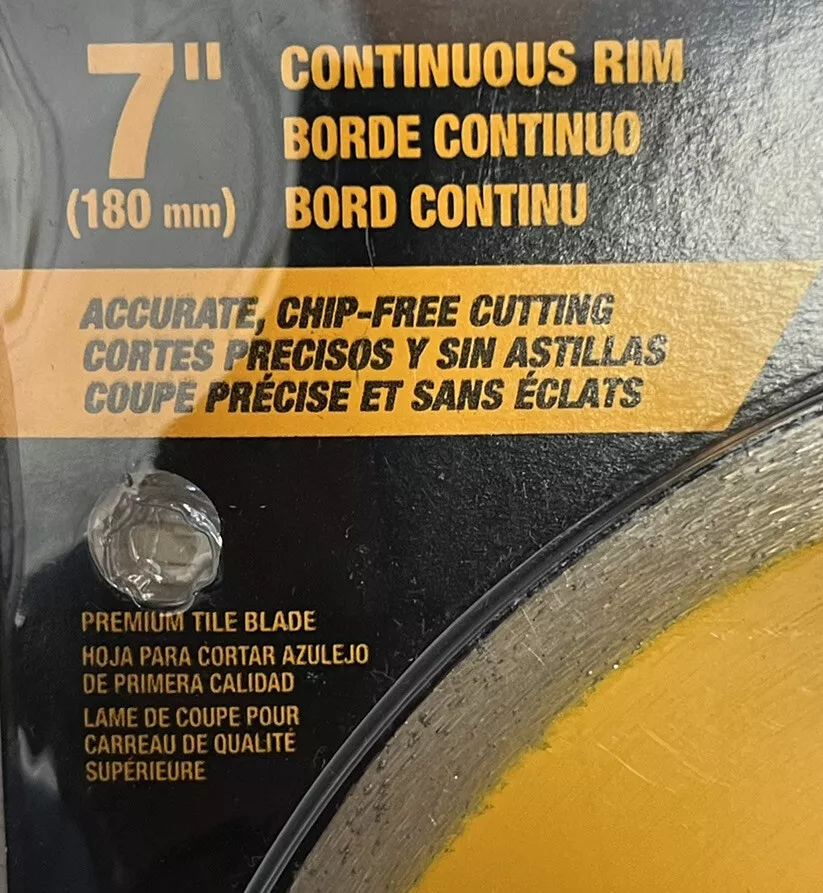 7"
(180 mm)
CONTINUOUS RIM
BORDE CONTINUO
BORD CONTINU
ACCURATE, CHIP-FREE CUTTING
CORTES PRECISOS Y SIN ASTILLAS
COUPE PRÉCISE ET SANS ÉCLATS
PREMIUM TILE BLADE
HOJA PARA CORTAR AZULEJO
DE PRIMERA CALIDAD
LAME DE COUPE POUR
CARREAU DE QUALITÉ
SUPÉRIEURE